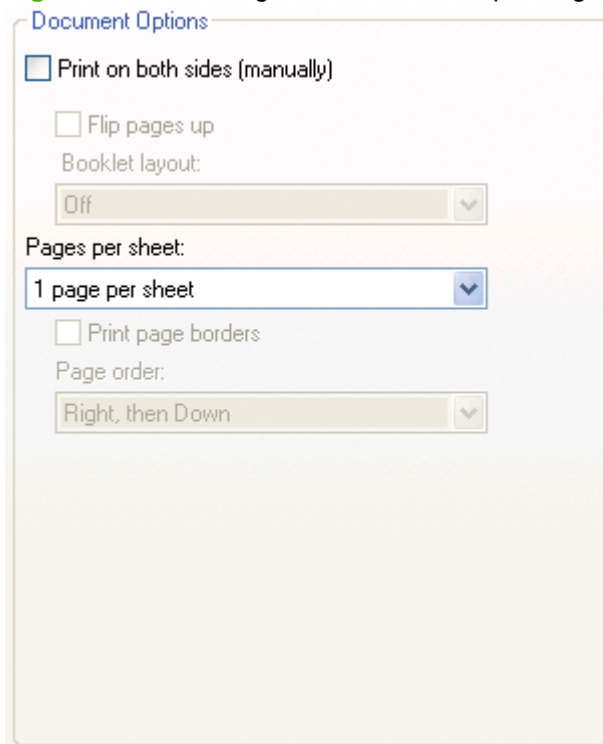 Document Options
Print on both sides (manually)
Flip pages up
Booklet layout:
Off
Pages per sheet:
1 page per sheet
Print page borders
Page order:
Right, then Down